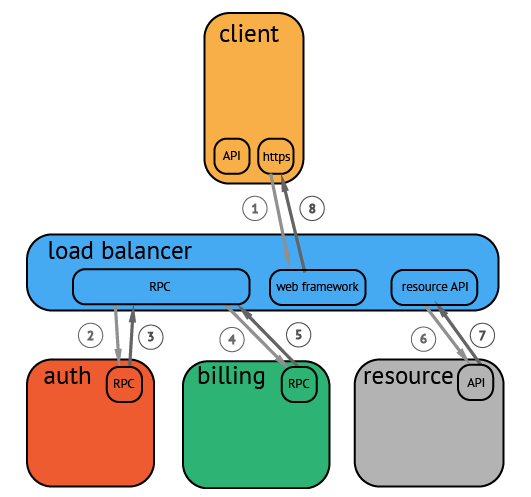 client
API
https
1
8
load balancer
RPC
web framework
resource API
2
3
4
5
6
7
auth
RPC
billing
RPC
resource
API